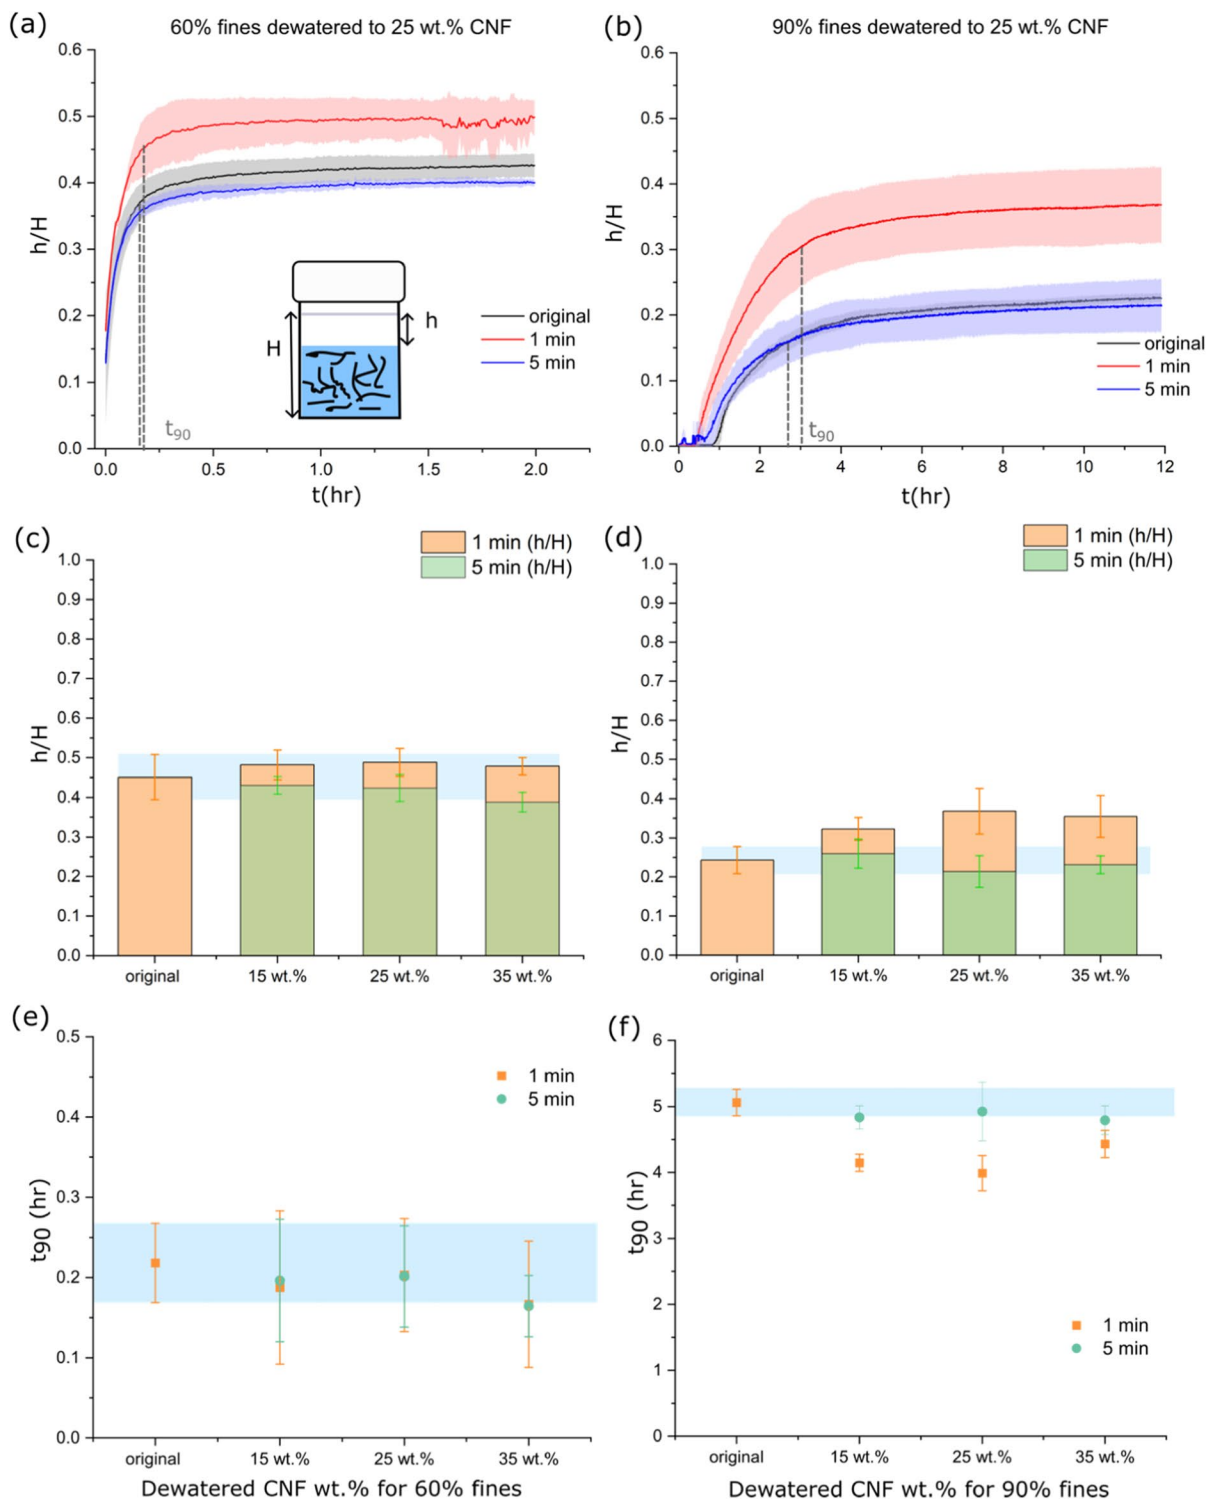 (a)
60% fines dewatered to 25 wt.% CNF
0.6
0.5
0.4
0.3
0.2
0.1
0.0
h/H
H
h
original
1 min
5 min
t90
0.0
0.5
1.0
1.5
2.0
t(hr)
(b)
90% fines dewatered to 25 wt.% CNF
0.6
0.5
0.4
0.3
0.2
0.1
0.0
h/H
original
1 min
5 min
t90
0
2
4
6
8
10
12
t(hr)
(c)
1 min (h/H)
5 min (h/H)
1.0
0.9
0.8
0.7
0.6
0.5
0.4
0.3
0.2
0.1
0.0
h/H
original
15 wt.%
25 wt.%
35 wt.%
(d)
1 min (h/H)
5 min (h/H)
1.0
0.9
0.8
0.7
0.6
0.5
0.4
0.3
0.2
0.1
0.0
h/H
original
15 wt.%
25 wt.%
35 wt.%
(e)
0.5
0.4
0.3
0.2
0.1
0.0
t90 (hr)
1 min
5 min
original
15 wt.%
25 wt.%
35 wt.%
Dewatered CNF wt.% for 60% fines
(f)
6
5
4
3
2
1
0
t90 (hr)
1 min
5 min
original
15 wt.%
25 wt.%
35 wt.%
Dewatered CNF wt.% for 90% fines